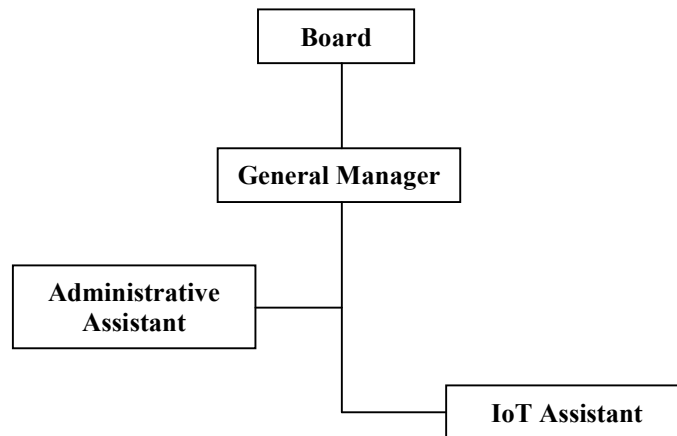 Board
General Manager
Administrative
Assistant
IoT Assistant